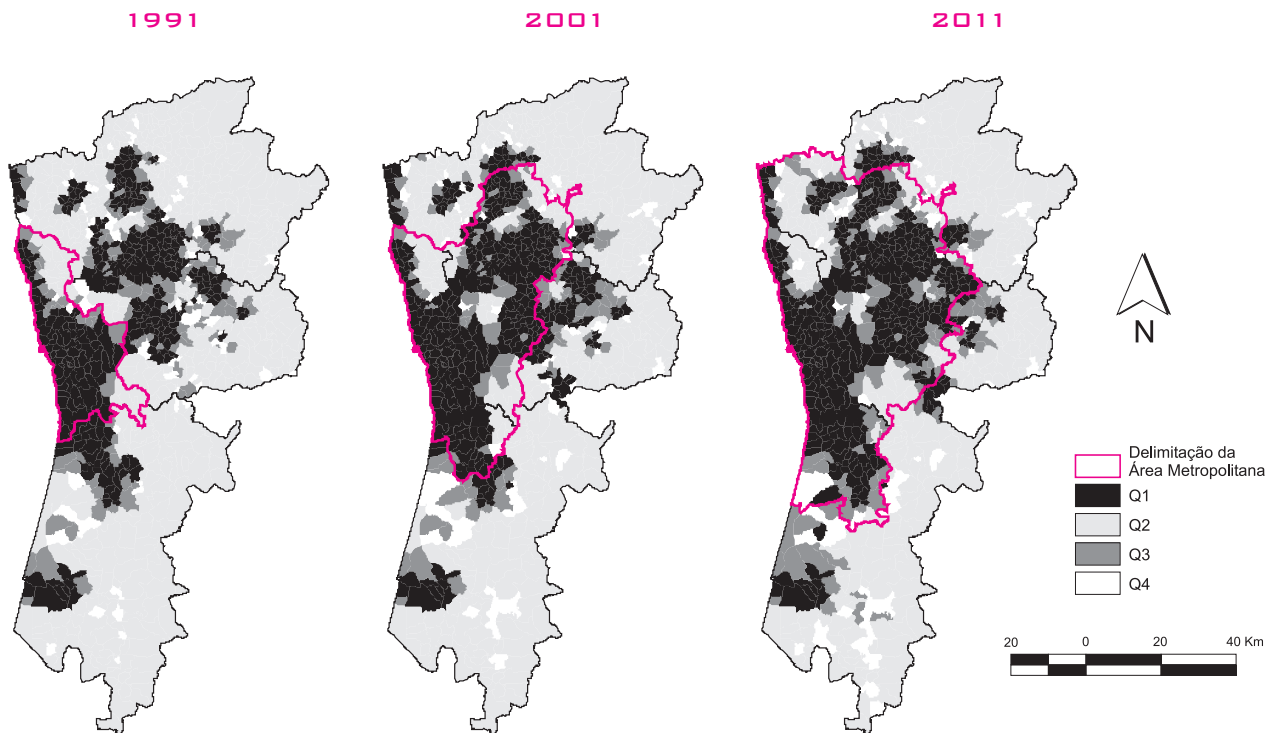 1991
2001
2011
N
Delimitação da
Área Metropolitana
Q1
Q2
Q3
Q4
20 0 20 40 Km